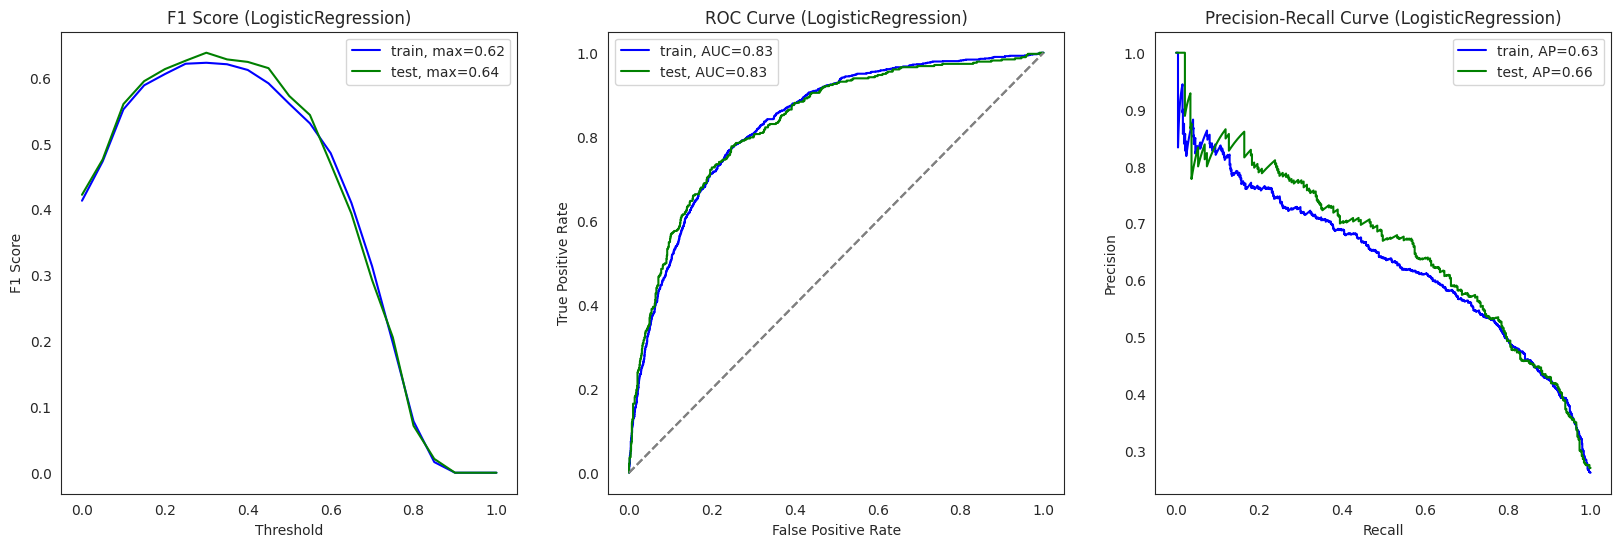 F1 Score (LogisticRegression)
train, max=0.62
test, max=0.64
F1 Score
0.6
0.5
0.4
0.3
0.2
0.1
0.0
0.0 0.2 0.4 0.6 0.8 1.0
Threshold
ROC Curve (LogisticRegression)
train, AUC=0.83
test, AUC=0.83
True Positive Rate
1.0
0.8
0.6
0.4
0.2
0.0
0.0 0.2 0.4 0.6 0.8 1.0
False Positive Rate
Precision-Recall Curve (LogisticRegression)
train, AP=0.63
test, AP=0.66
Precision
1.0
0.9
0.8
0.7
0.6
0.5
0.4
0.3
0.0 0.2 0.4 0.6 0.8 1.0
Recall